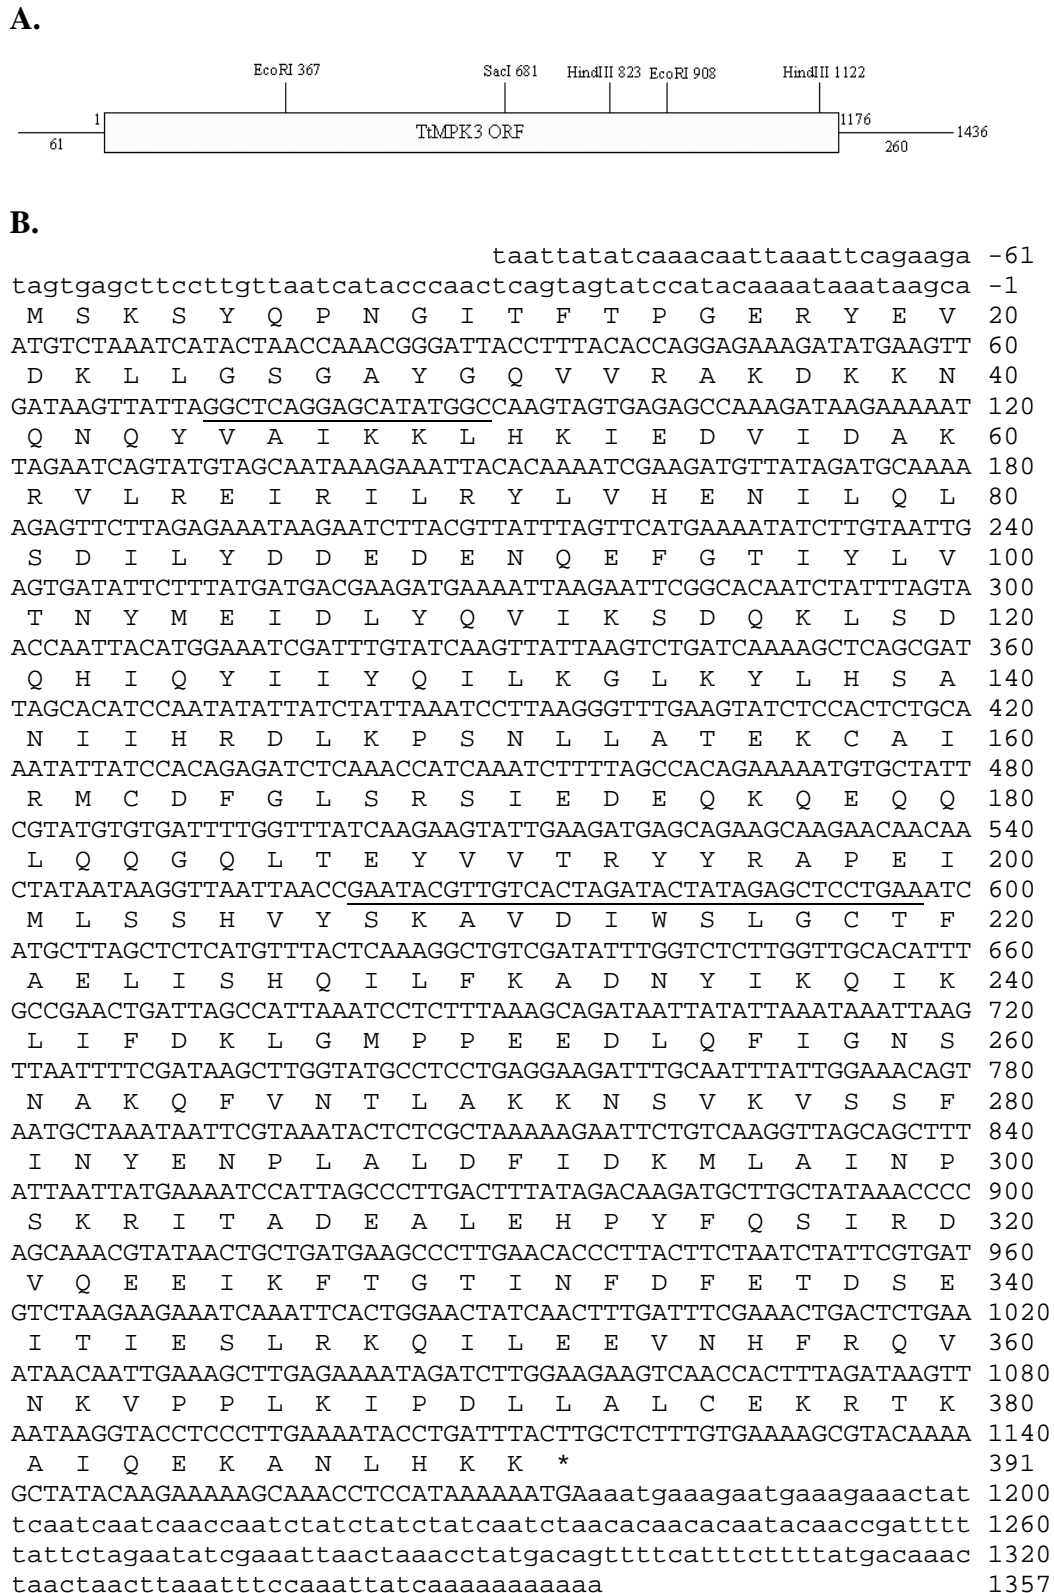 A.
EcoRI 367 SacI 681 HindIII 823 EcoRI 908 HindIII 1122
1 TtMPK3 ORF 1176
61 260 1436
B.
taattatatcaaacaattaaattcagaaga -61
tagtgagcttccttgttaatcatacccaactcagtagtatccatacaaaataaataagca -1
M S K S Y Q P N G I T F T P G E R Y E V 20
ATGTCTAAATCATACTAACCAAACGGGATTACCTTTACACCAGGAGAAAGATATGAAGTT 60
D K L L G S G A Y G Q V V R A K D K K N 40
GATAAGTTATTAGGCTCAGGAGCATATGGCCAAGTAGTGAGAGCCAAAGATAAGAAAAAT 120
Q N Q Y V A I K K L H K I E D V I D A K 60
TAGAATCAGTATGTAGCAATAAAGAAATTACACAAAATCGAAGATGTTATAGATGCAAAA 180
R V L R E I R I L R Y L V H E N I L Q L 80
AGAGTTCTTAGAGAAATAAGAATCTTACGTTATTTAGTTCATGAAAATATCTTGTAATTG 240
S D I L Y D D E D E N Q E F G T I Y L V 100
AGTGATATTCTTTATGATGACGAAGATGAAAATTAAGAATTCGGCACAATCTATTTAGTA 300
T N Y M E I D L Y Q V I K S D Q K L S D 120
ACCAATTACATGGAAATCGATTTGTATCAAGTTATTAAGTCTGATCAAAAGCTCAGCGAT 360
Q H I Q Y I I Y Q I L K G L K Y L H S A 140
TAGCACATCCAATATATTATCTATTAAATCCTTAAGGGTTTGAAGTATCTCCACTCTGCA 420
N I I H R D L K P S N L L A T E K C A I 160
AATATTATCCACAGAGATCTCAAACCATCAAATCTTTTAGCCACAGAAAAATGTGCTATT 480
R M C D F G L S R S I E D E Q K Q E Q Q 180
CGTATGTGTGATTTTGGTTTATCAAGAAGTATTGAAGATGAGCAGAAGCAAGAACAACAA 540
L Q Q G Q L T E Y V V T R Y Y R A P E I 200
CTATAATAAGGTTAATTAACCGAATACGTTGTCACTAGATACTATAGAGCTCCTGAAATC 600
M L S S H V Y S K A V D I W S L G C T F 220
ATGCTTAGCTCTCATGTTTACTCAAAGGCTGTCGATATTTGGTCTCTTGGTTGCACATTT 660
A E L I S H Q I L F K A D N Y I K Q I K 240
GCCGAACTGATTAGCCATTAAATCCTCTTTAAAGCAGATAATTATATTAAATAAATTAAG 720
L I F D K L G M P P E E D L Q F I G N S 260
TTAATTTTCGATAAGCTTGGTATGCCTCCTGAGGAAGATTTGCAATTTATTGGAAACAGT 780
N A K Q F V N T L A K K N S V K V S S F 280
AATGCTAAATAATTCGTAAATACTCTCGCTAAAAAGAATTCTGTCAAGGTTAGCAGCTTT 840
I N Y E N P L A L D F I D K M L A I N P 300
ATTAATTATGAAAATCCATTAGCCCTTGACTTTATAGACAAGATGCTTGCTATAAACCCC 900
S K R I T A D E A L E H P Y F Q S I R D 320
AGCAAACGTATAACTGCTGATGAAGCCCTTGAACACCCTTACTTCTAATCTATTCGTGAT 960
V Q E E I K F T G T I N F D F E T D S E 340
GTCTAAGAAGAAATCAAATTCACTGGAACTATCAACTTTGATTTCGAAACTGACTCTGAA 1020
I T I E S L R K Q I L E E V N H F R Q V 360
ATAACAATTGAAAGCTTGAGAAAATAGATCTTGGAAGAAGTCAACCACTTTAGATAAGTT 1080
N K V P P L K I P D L L A L C E K R T K 380
AATAAGGTACCTCCCTTGAAAATACCTGATTTACTTGCTCTTTGTGAAAAGCGTACAAAA 1140
A I Q E K A N L H K K * 391
GCTATACAAGAAAAAGCAAACCTCCATAAAAAATGAaaatgaaagaatgaaagaaactat 1200
tcaatcaatcaaccaatctatctatctatcaatctaacacaacacaatacaaccgatttt 1260
tattctagaatatcgaaattaactaaacctatgacagttttcatttcttttatgacaaac 1320
taactaacttaaatttccaaattatcaaaaaaaaaaa 1357